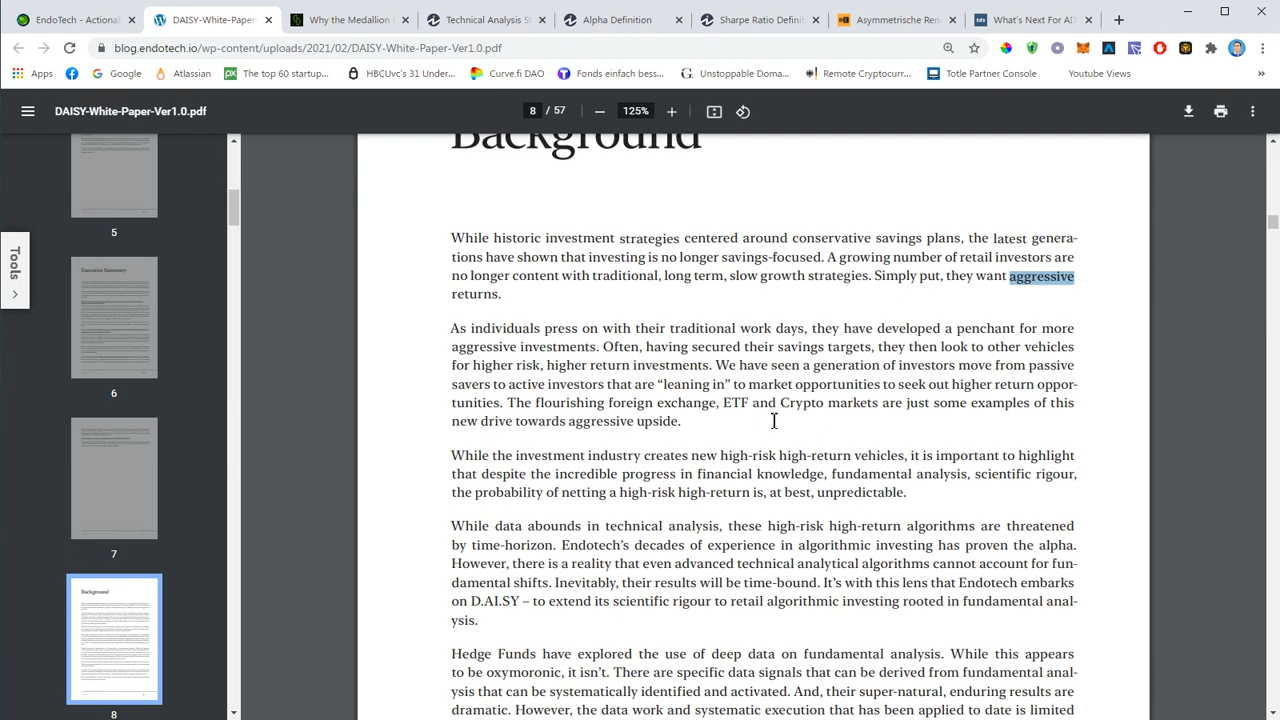 EndoTech - Actional
DAISY-White-Paper-
Why the Medallion
Technical Analysis S
Alpha Definition
Sharpe Ratio Definit
Asymmetrische Ren
What's Next For AI?
blog.endotech.io/wp-content/uploads/2021/02/DAISY-White-Paper-Ver1.0.pdf
Apps
Google
Atlassian
The top 60 startup...
HBCUvc's 31 Under...
Curve.fi DAO
Fonds einfach bess...
Unstoppable Doma...
Remote Cryptocurr...
Totle Partner Console
Youtube Views
»
DAISY-White-Paper-Ver1.0.pdf
8 / 57
125%
Tools
5
Executive Summary
6
7
Background
8
Background
While historic investment strategies centered around conservative savings plans, the latest genera-
tions have shown that investing is no longer savings-focused. A growing number of retail investors are
no longer content with traditional, long term, slow growth strategies. Simply put, they want aggressive
returns.
As individuals press on with their traditional work days, they have developed a penchant for more
aggressive investments. Often, having secured their savings targets, they then look to other vehicles
for higher risk, higher return investments. We have seen a generation of investors move from passive
savers to active investors that are “leaning in” to market opportunities to seek out higher return oppor-
tunities. The flourishing foreign exchange, ETF and Crypto markets are just some examples of this
new drive towards aggressive upside.
While the investment industry creates new high-risk high-return vehicles, it is important to highlight
that despite the incredible progress in financial knowledge, fundamental analysis, scientific rigour,
the probability of netting a high-risk high-return is, at best, unpredictable.
While data abounds in technical analysis, these high-risk high-return algorithms are threatened
by time-horizon. Endotech's decades of experience in algorithmic investing has proven the alpha.
However, there is a reality that even advanced technical analytical algorithms cannot account for fun-
damental shifts. Inevitably, their results will be time-bound. It's with this lens that Endotech embarks
on D.AI.SY – to extend its scientific rigour to retail algorithmic investing rooted in fundamental anal-
ysis.
Hedge Funds have explored the use of deep data on fundamental analysis. While this appears
to be oxymoronic, it isn't. There are specific data signals that can be derived from fundamental anal-
ysis that can be systematically identified and activated. And, their super-natural, enduring results are
dramatic. However, the data work and systematic execution that has been applied to date is limited